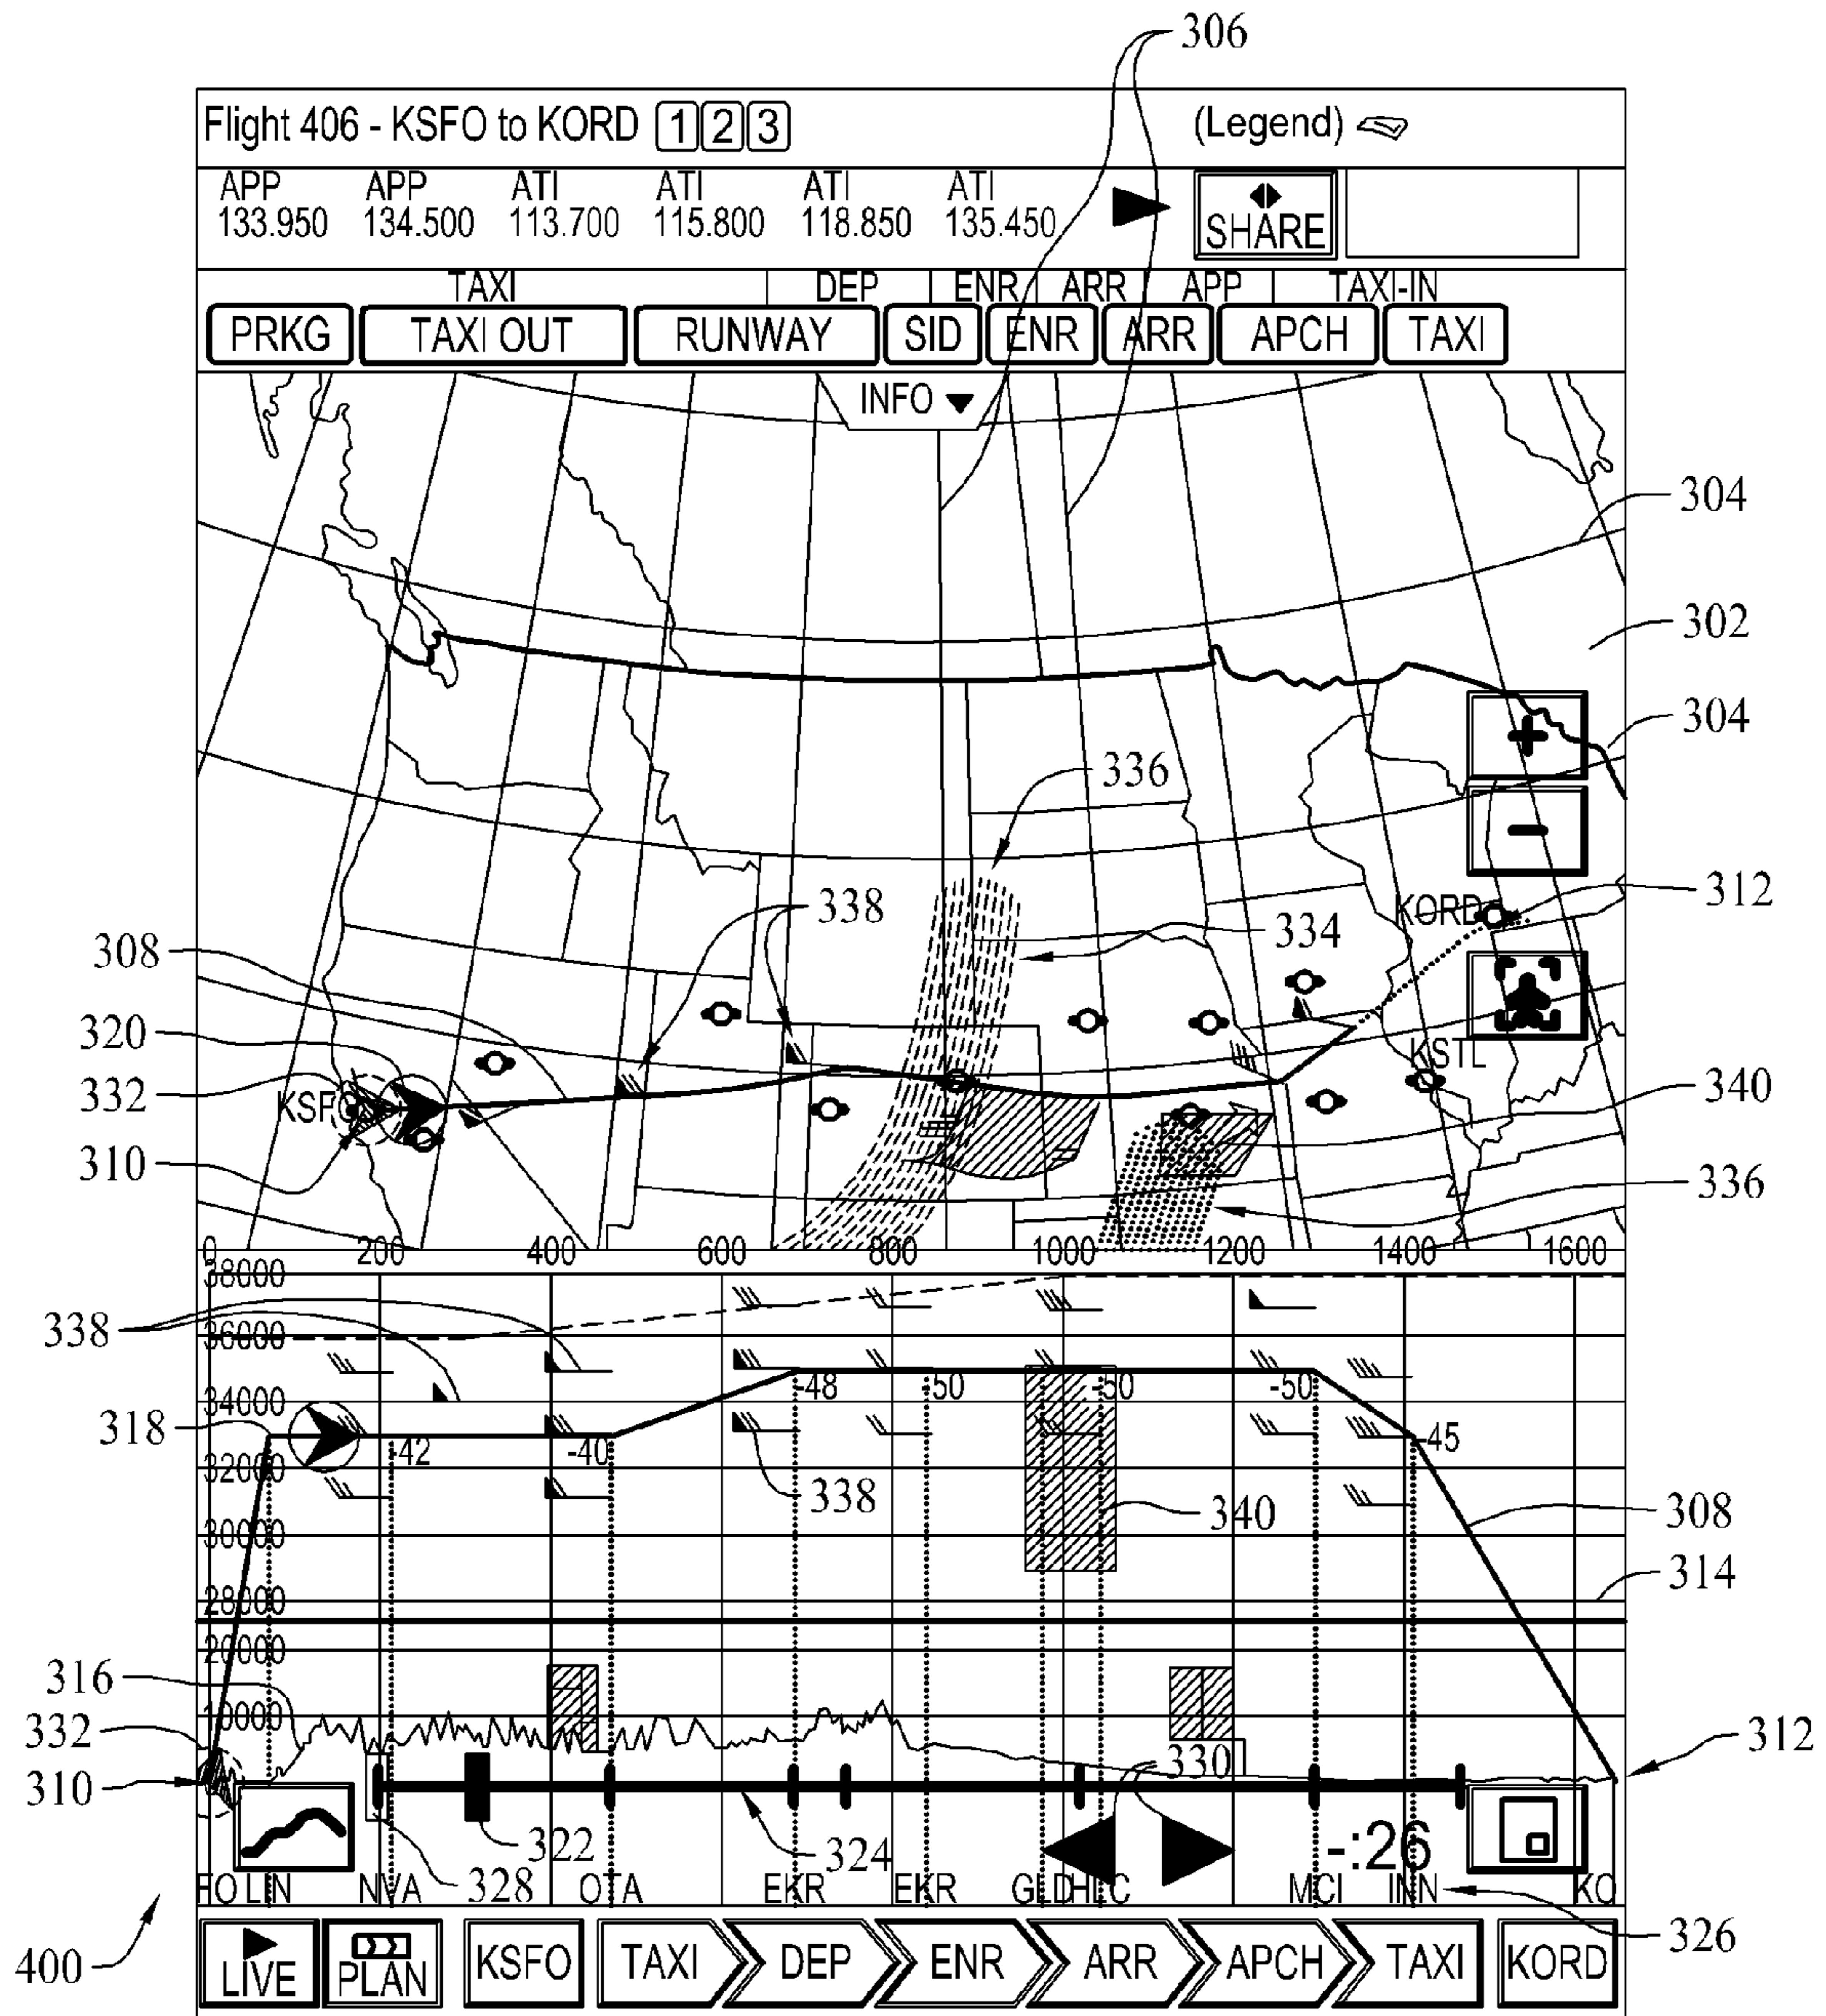 306
Flight 406 - KSFO to KORD 1 2 3 (Legend)
APP APP ATI ATI ATI ATI
133.950 134.500 113.700 115.800 118.850 135.450 SHARE
TAXI DEP ENR ARR APP TAXI-IN
PRKG TAXI OUT RUNWAY SID ENR ARR APCH TAXI
INFO
304
302
304
+
336
−
338 KORD 312
308 334
320 KSTL
332 KSFO 340
310 336
0 200 400 600 800 1000 1200 1400 1600
38000
338 36000
34000 -48 -50 -50 -50
318 -42 -40 -45
32000 338 340 308
30000
28000 314
20000
316
332 10000 330 312
310
322 324 -:26
328
FO LIN NVA OTA EKR EKR GLD HLC MCI INN KO
326
400 LIVE PLAN KSFO TAXI DEP ENR ARR APCH TAXI KORD